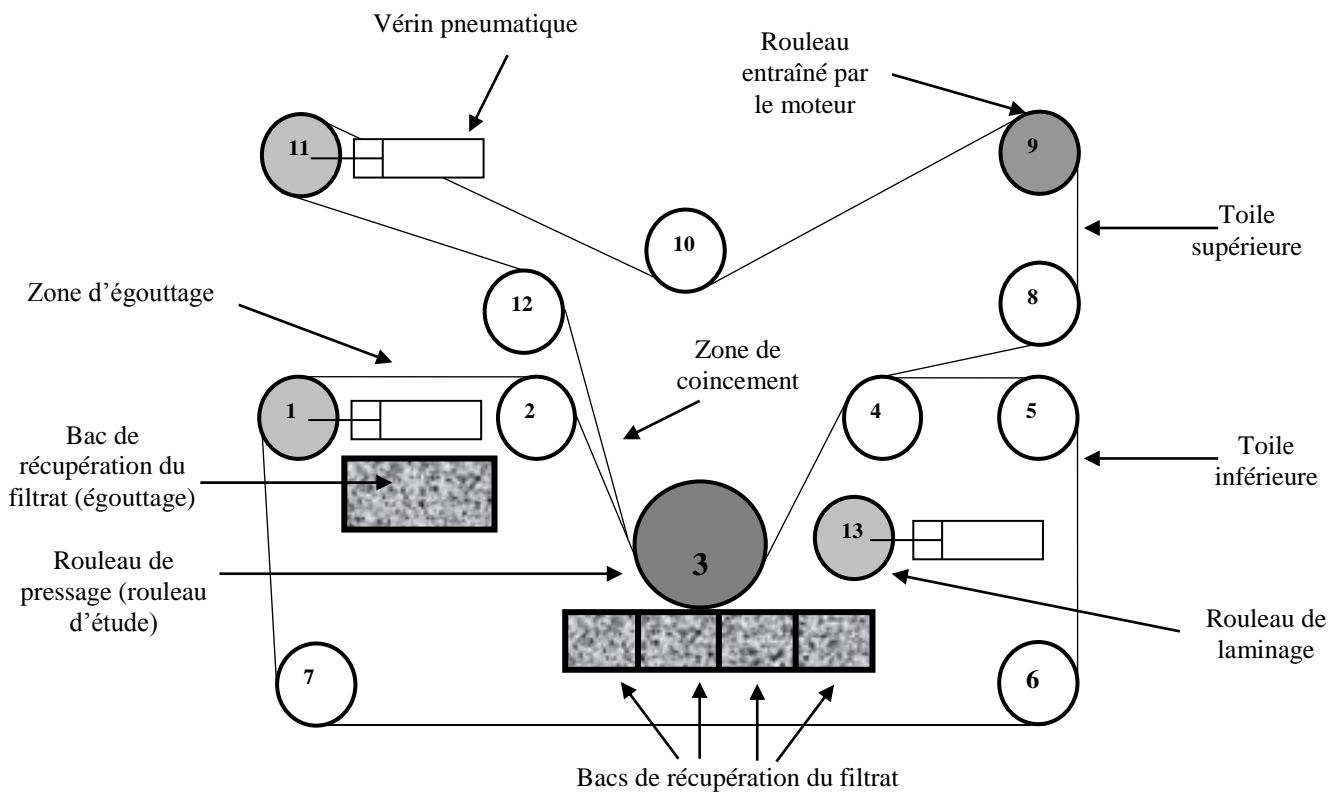 Vérin pneumatique
Rouleau
entraîné par
le moteur
11
9
Toile
supérieure
10
Zone d'égouttage
12
8
Zone de
coincement
1
2
4
5
Bac de
récupération du
filtrat (égouttage)
Toile
inférieure
13
3
Rouleau de
pressage (rouleau
d'étude)
Rouleau de
laminage
7
6
Bacs de récupération du filtrat